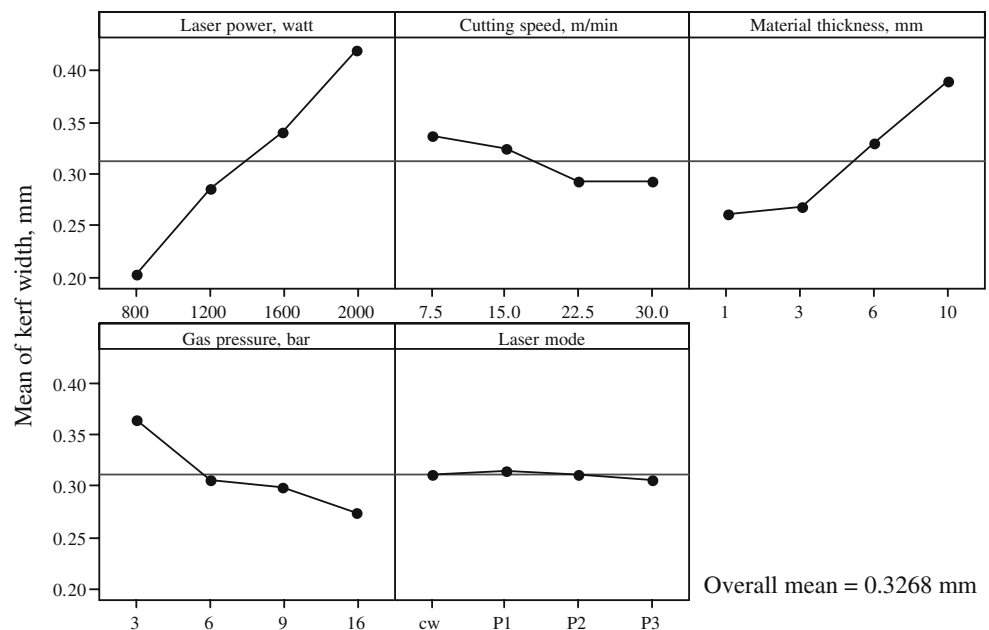 Mean of kerf width, mm
Laser power, watt
Cutting speed, m/min
Material thickness, mm
0.40
0.35
0.30
0.25
0.20
800 1200 1600 2000
7.5 15.0 22.5 30.0
1 3 6 10
Gas pressure, bar
Laser mode
0.40
0.35
0.30
0.25
0.20
3 6 9 16
cw P1 P2 P3
Overall mean = 0.3268 mm